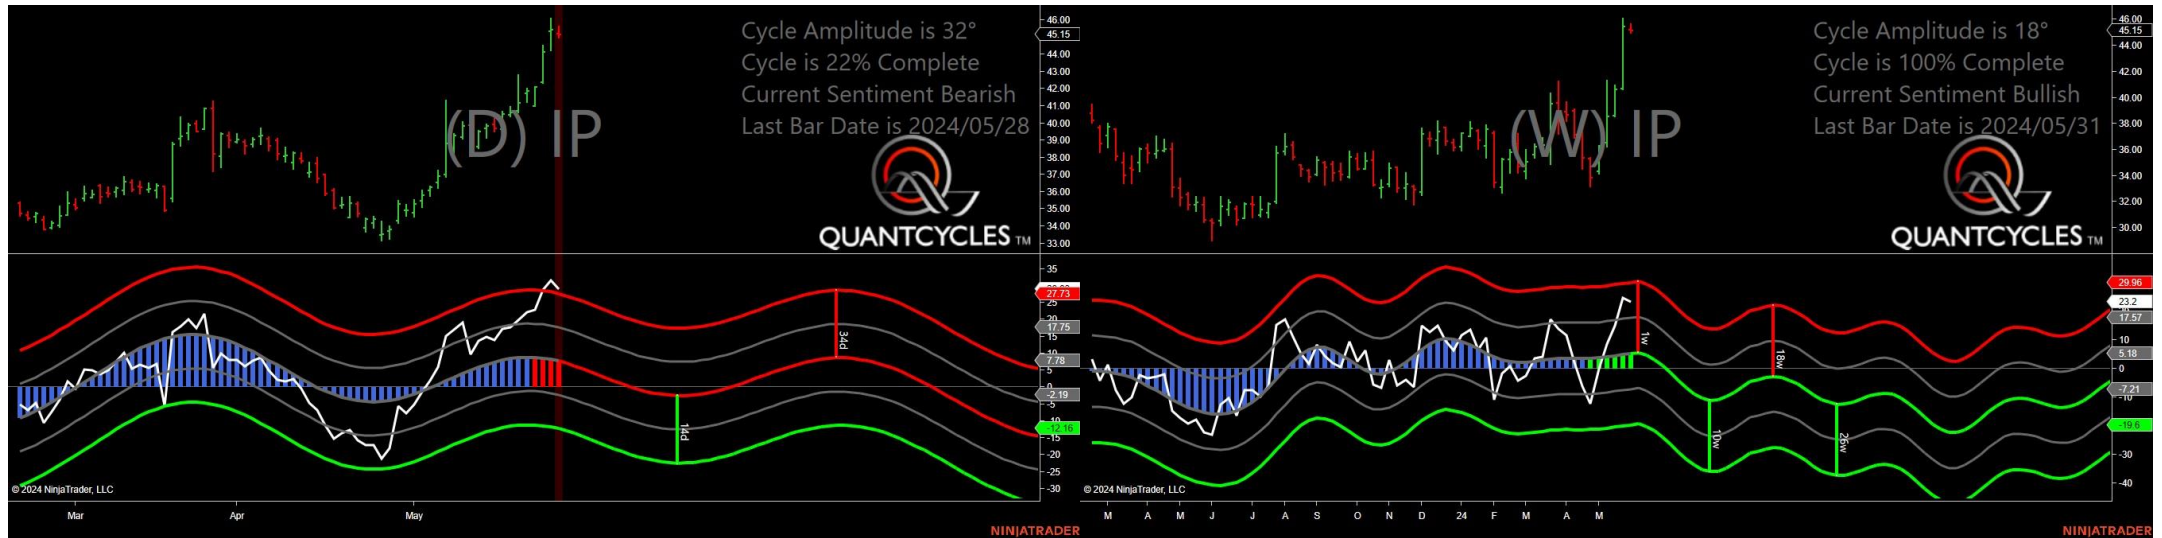 Cycle Amplitude is 32°
Cycle is 22% Complete
Current Sentiment Bearish
Last Bar Date is 2024/05/28
(D) IP
QUANTCYCLES TM
46.00
45.15
44.00
43.00
42.00
41.00
40.00
39.00
38.00
37.00
36.00
35.00
34.00
33.00
35
27.73
25
17.75
15
10
7.78
5
0
-2.19
-5
-12.16
-10
-15
-20
-25
-30
34d
14d
© 2024 NinjaTrader, LLC
Mar
Apr
May
NINJATRADER
Cycle Amplitude is 18°
Cycle is 100% Complete
Current Sentiment Bullish
Last Bar Date is 2024/05/31
(W) IP
QUANTCYCLES TM
46.00
45.15
44.00
42.00
40.00
38.00
36.00
34.00
32.00
30.00
29.96
23.2
17.57
10
5.18
0
-7.21
-10
-19.6
-30
-40
1w
18w
10w
26w
© 2024 NinjaTrader, LLC
M
A
M
J
J
A
S
O
N
D
24
F
M
A
M
NINJATRADER